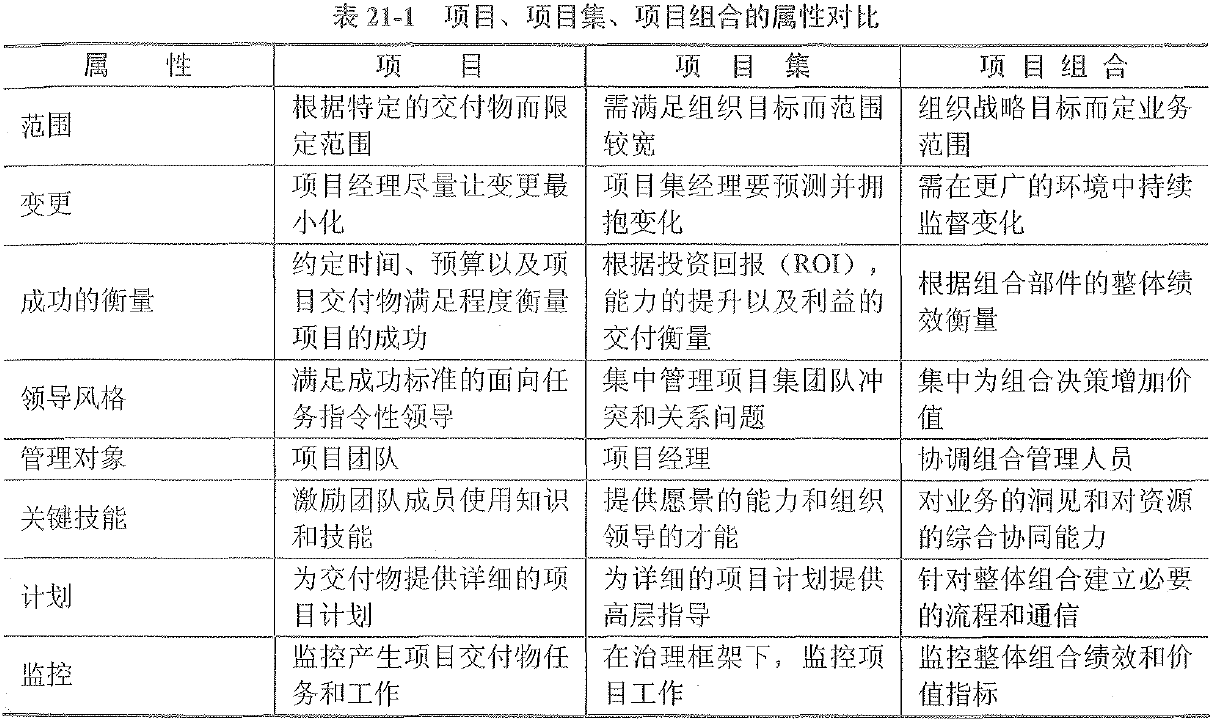 表 21-1 项目、项目集、项目组合的属性对比
属 性 项 目 项 目 集 项 目 组 合
范围
根据特定的交付物而限
定范围
需满足组织目标而范围
较宽
组织战略目标而定业务
范围
变更
项目经理尽量让变更最
小化
项目集经理要预测并拥
抱变化
需在更广的环境中持续
监督变化
成功的衡量
约定时间、预算以及项
目交付物满足程度衡量
项目的成功
根据投资回报（ROI），
能力的提升以及利益的
交付衡量
根据组合部件的整体绩
效衡量
领导风格
满足成功标准的面向任
务指令性领导
集中管理项目集团队冲
突和关系问题
集中为组合决策增加价
值
管理对象
项目团队
项目经理
协调组合管理人员
关键技能
激励团队成员使用知识
和技能
提供愿景的能力和组织
领导的才能
对业务的洞见和对资源
的综合协同能力
计划
为交付物提供详细的项
目计划
为详细的项目计划提供
高层指导
针对整体组合建立必要
的流程和通信
监控
监控产生项目交付物任
务和工作
在治理框架下，监控项
目工作
监控整体组合绩效和价
值指标